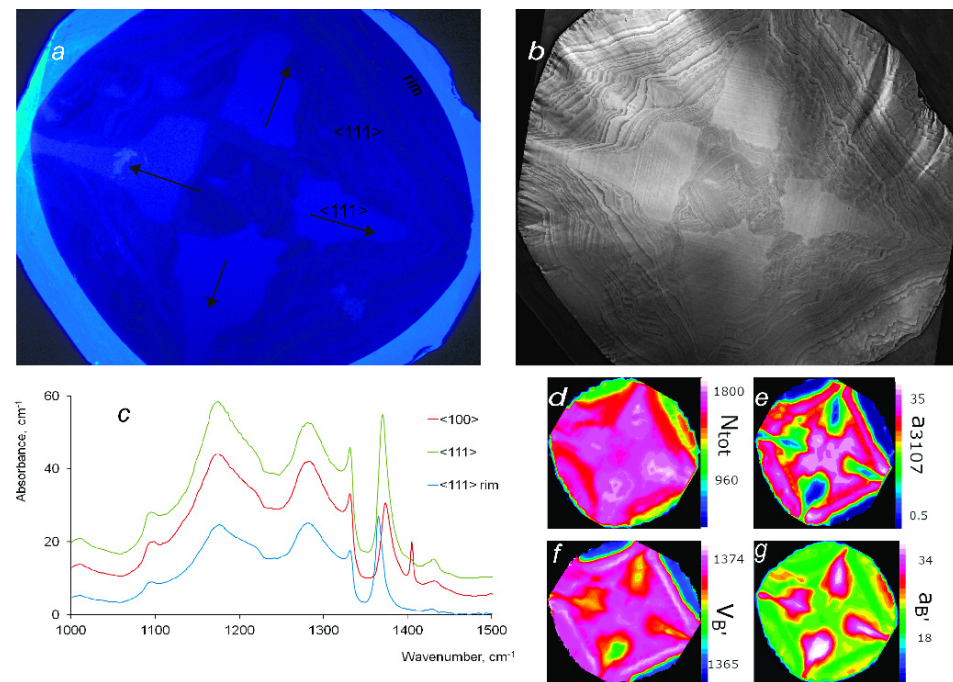 a
rim
<111>
<111>
b
c
Absorbance, cm-1
60
40
20
0
1000
1100
1200
1300
1400
1500
Wavenumber, cm-1
<100>
<111>
<111> rim
d
1800
Ntot
960
e
35
a3107
0.5
f
1374
νB'
1365
g
34
aB'
18